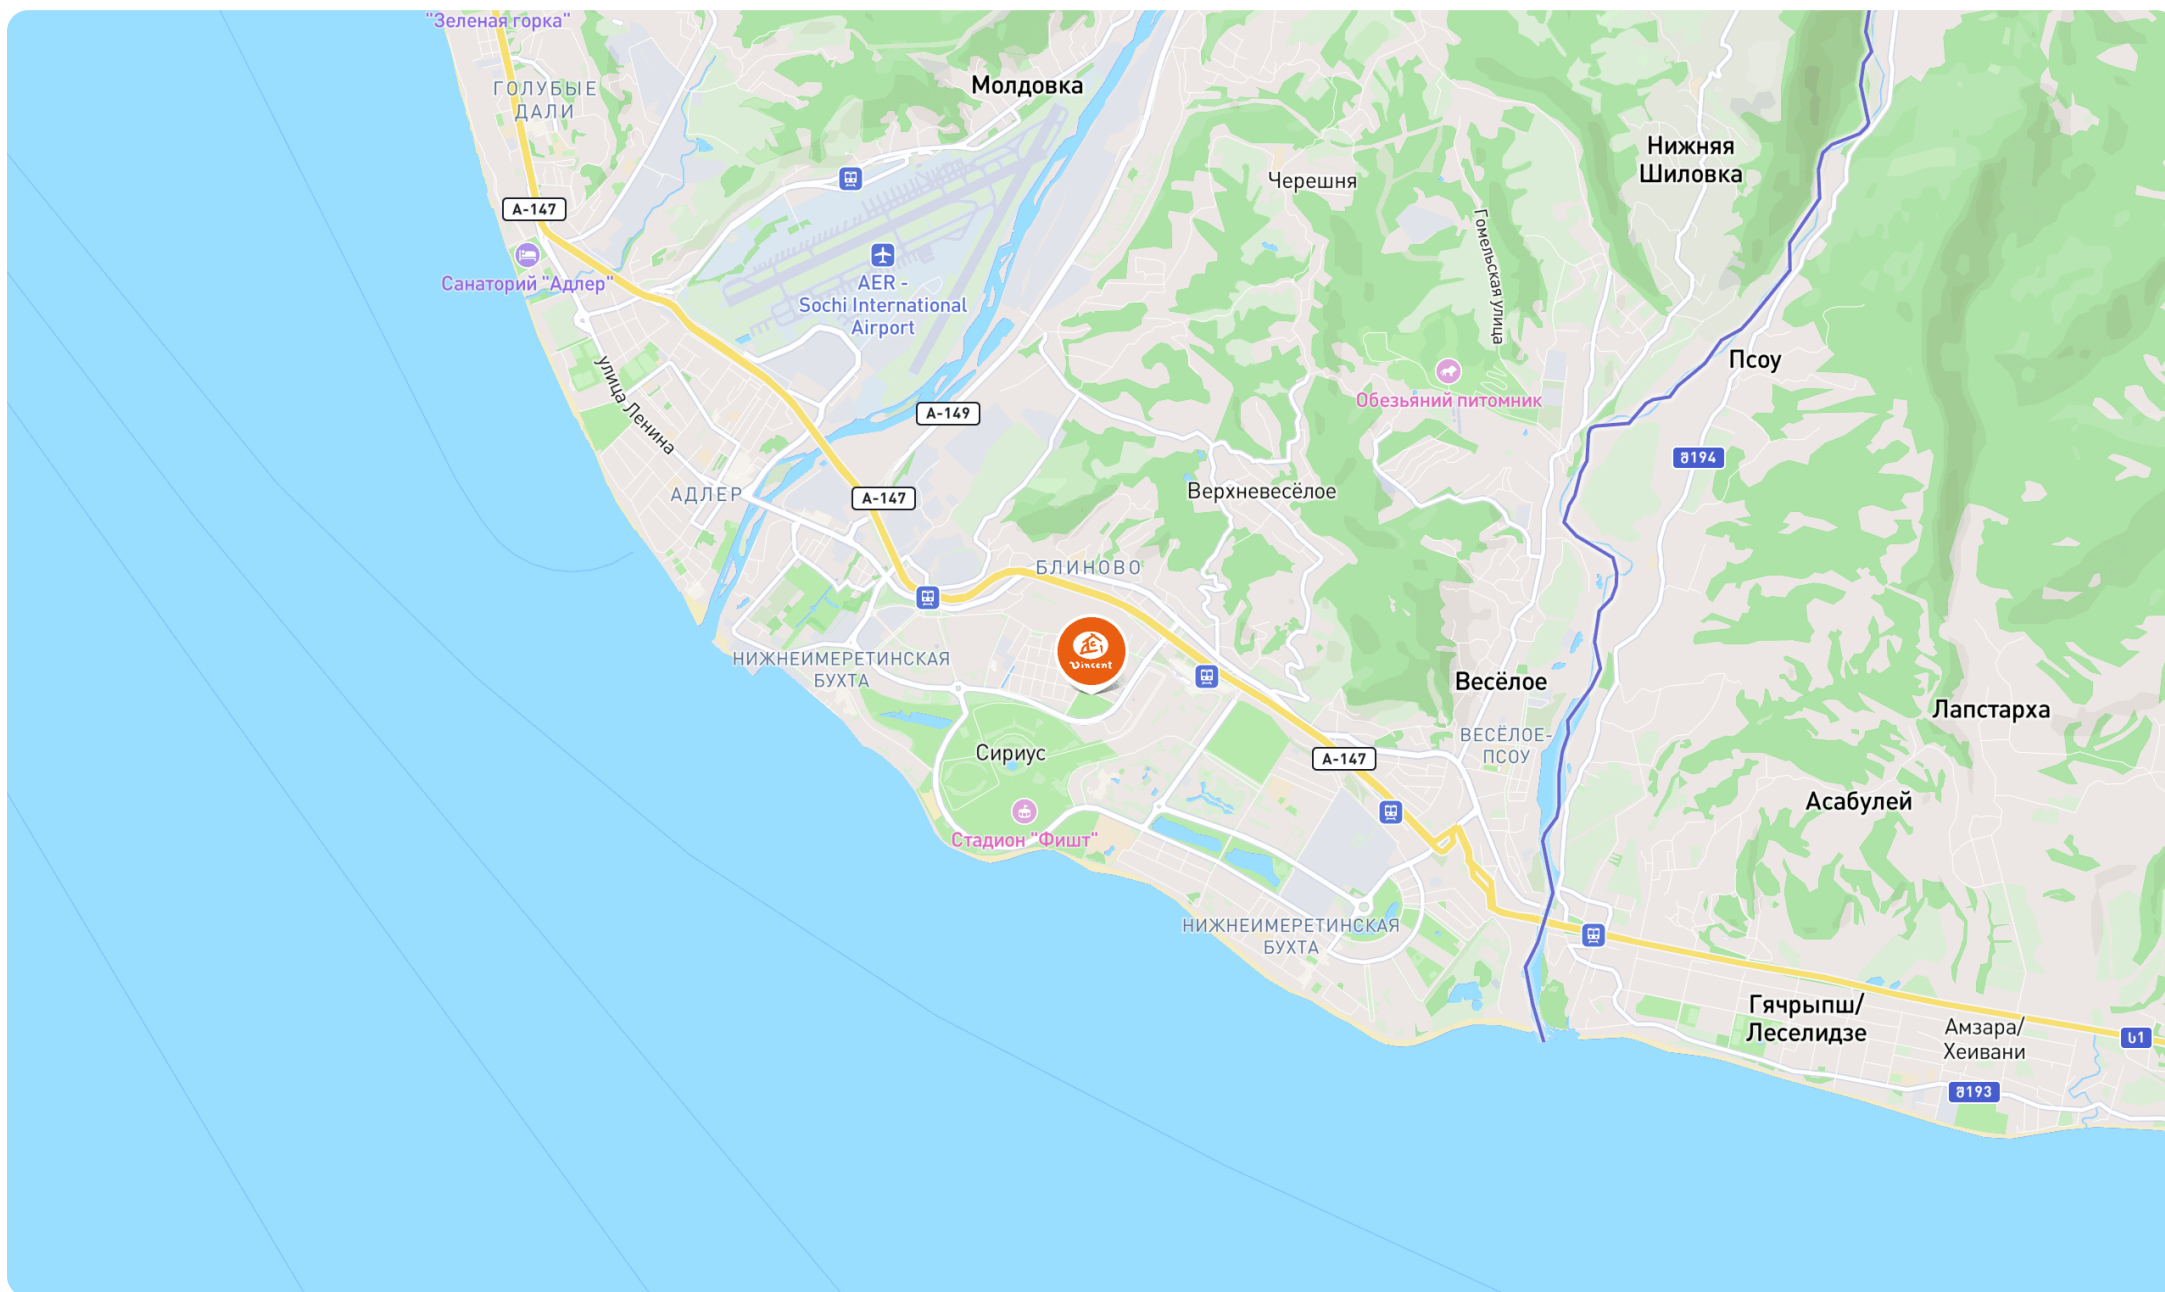 "Зеленая горка"
ГОЛУБЫЕ
ДАЛИ
Молдовка
Нижняя
Шиловка
Черешня
А-147
Гомельская улица
Санаторий "Адлер"
AER -
Sochi International
Airport
Псоу
улица Ленина
Обезьяний питомник
А-149
შ194
АДЛЕР
А-147
Верхневесёлое
БЛИНОВО
Vincent
НИЖНЕИМЕРЕТИНСКАЯ
БУХТА
Весёлое
Лапстарха
ВЕСЁЛОЕ-
ПСОУ
Сириус
А-147
Асабулей
Стадион "Фишт"
НИЖНЕИМЕРЕТИНСКАЯ
БУХТА
Гячрыпш/
Леселидзе
Амзара/
Хеивани
ს1
შ193